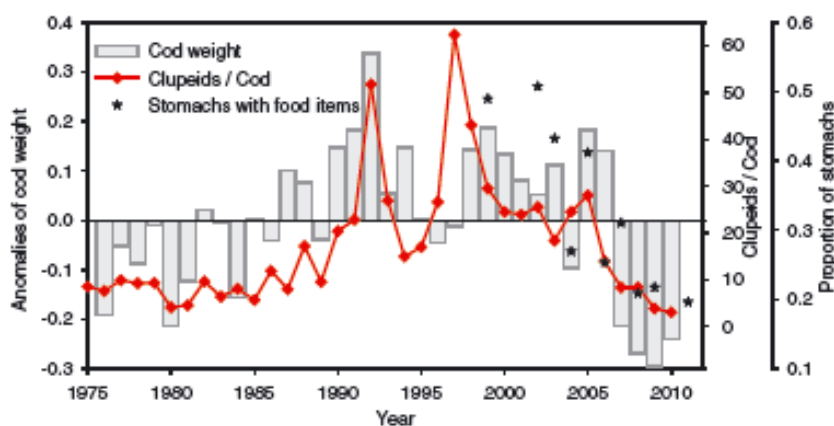 Cod weight
Clupeids / Cod
Stomachs with food items
Anomalies of cod weight
0.4
0.3
0.2
0.1
0.0
-0.1
-0.2
-0.3
Clupeids / Cod
60
50
40
30
20
10
0
Proportion of stomachs
0.6
0.5
0.4
0.3
0.2
0.1
1975 1980 1985 1990 1995 2000 2005 2010
Year